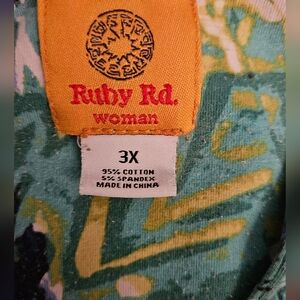 Ruby Rd.
woman
3X
95% COTTON
5% SPANDEX
MADE IN CHINA